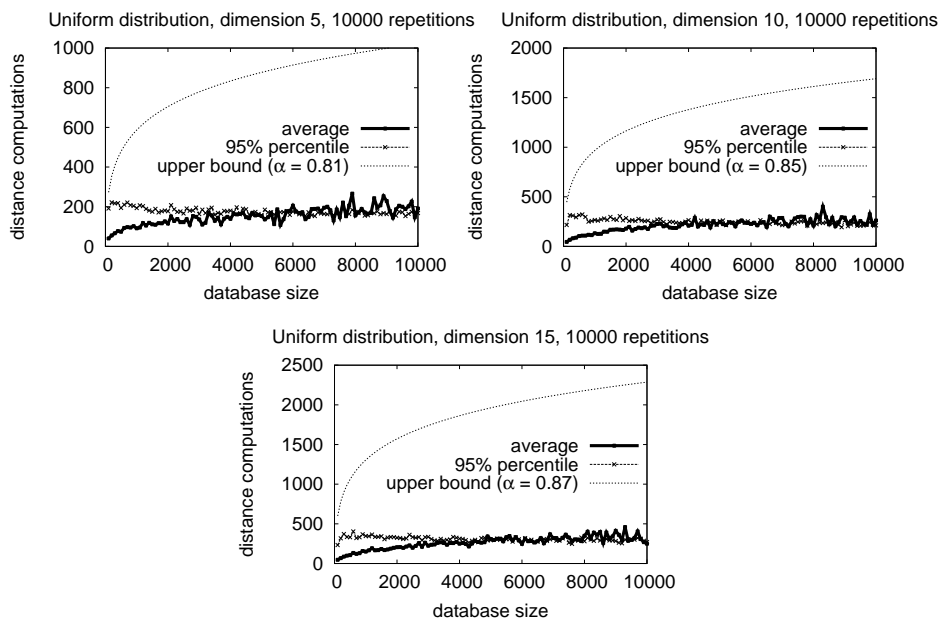 Uniform distribution, dimension 5, 10000 repetitions
1000
800
600
400
200
0
distance computations
average
95% percentile
upper bound (α = 0.81)
0 2000 4000 6000 8000 10000
database size
Uniform distribution, dimension 10, 10000 repetitions
2000
1500
1000
500
0
distance computations
average
95% percentile
upper bound (α = 0.85)
0 2000 4000 6000 8000 10000
database size
Uniform distribution, dimension 15, 10000 repetitions
2500
2000
1500
1000
500
0
distance computations
average
95% percentile
upper bound (α = 0.87)
0 2000 4000 6000 8000 10000
database size